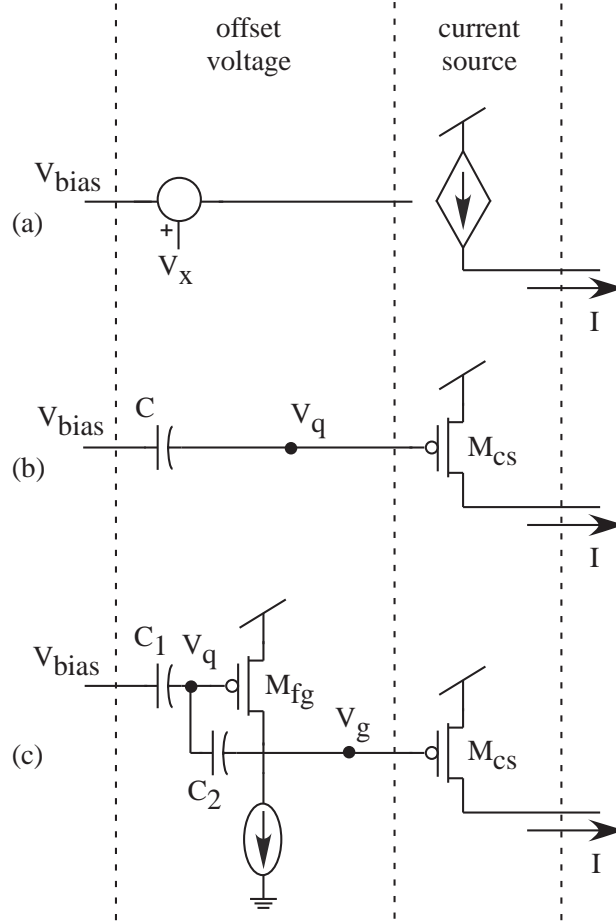 offset
voltage
current
source
V_bias
(a)
+
V_x
I
V_bias
C
V_q
M_cs
(b)
I
V_bias
C_1
V_q
M_fg
V_g
M_cs
(c)
C_2
I